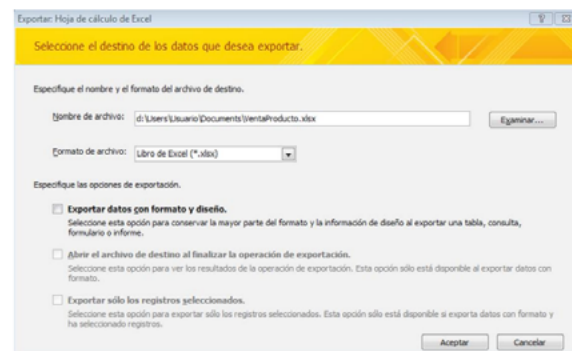 Exportar: Hoja de cálculo de Excel
Seleccione el destino de los datos que desea exportar.
Especifique el nombre y el formato del archivo de destino.
Nombre de archivo: d:\Users\Usuario\Documents\VentaProducto.xlsx Examinar...
Formato de archivo: Libro de Excel (*.xlsx)
Especifique las opciones de exportación.
Exportar datos con formato y diseño.
Seleccione esta opción para conservar la mayor parte del formato y la información de diseño al exportar una tabla, consulta,
formulario o informe.
Abrir el archivo de destino al finalizar la operación de exportación.
Seleccione esta opción para ver los resultados de la operación de exportación. Esta opción sólo está disponible al exportar datos con
formato.
Exportar sólo los registros seleccionados.
Seleccione esta opción para exportar sólo los registros seleccionados. Esta opción sólo está disponible si exporta datos con formato y
ha seleccionado registros.
Aceptar Cancelar